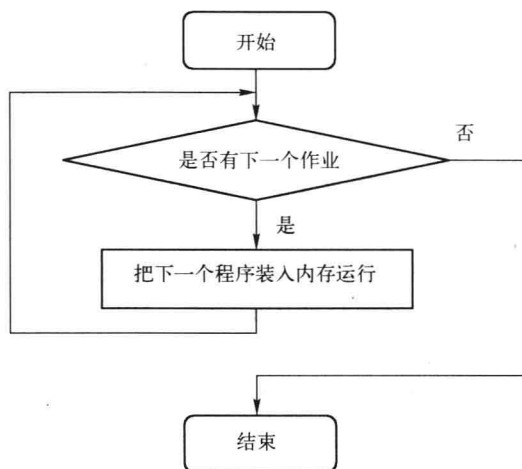 开始
否
是否有下一个作业
是
把下一个程序装入内存运行
结束